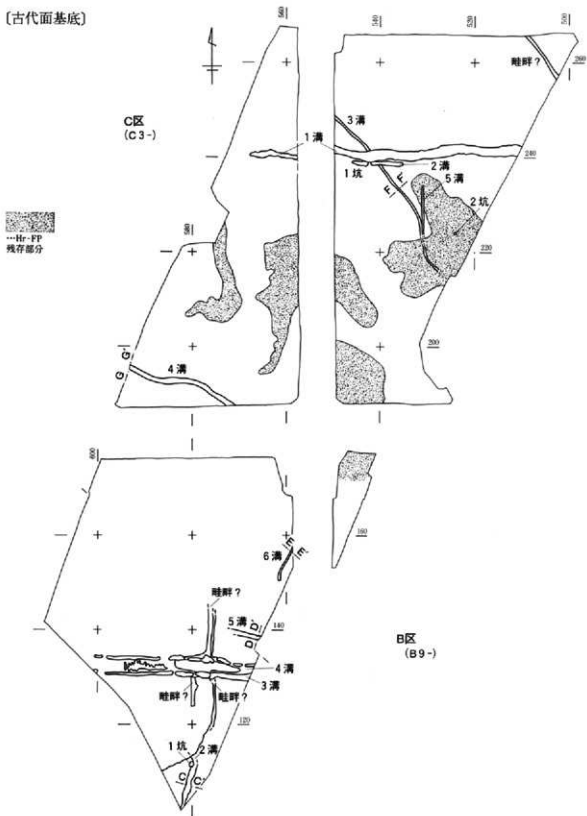 〔古代面基底〕
560
540
520
500
260
畦畔?
C区
(C3-)
3溝
1溝
240
1坑
2溝
5溝
F F'
2坑
…Hr-FP
残存部分
580
220
G G'
4溝
200
600
160
E E'
6溝
畦畔?
5溝
D D'
140
B区
(B9-)
4溝
3溝
畦畔?
畦畔?
120
1坑
2溝
C C'